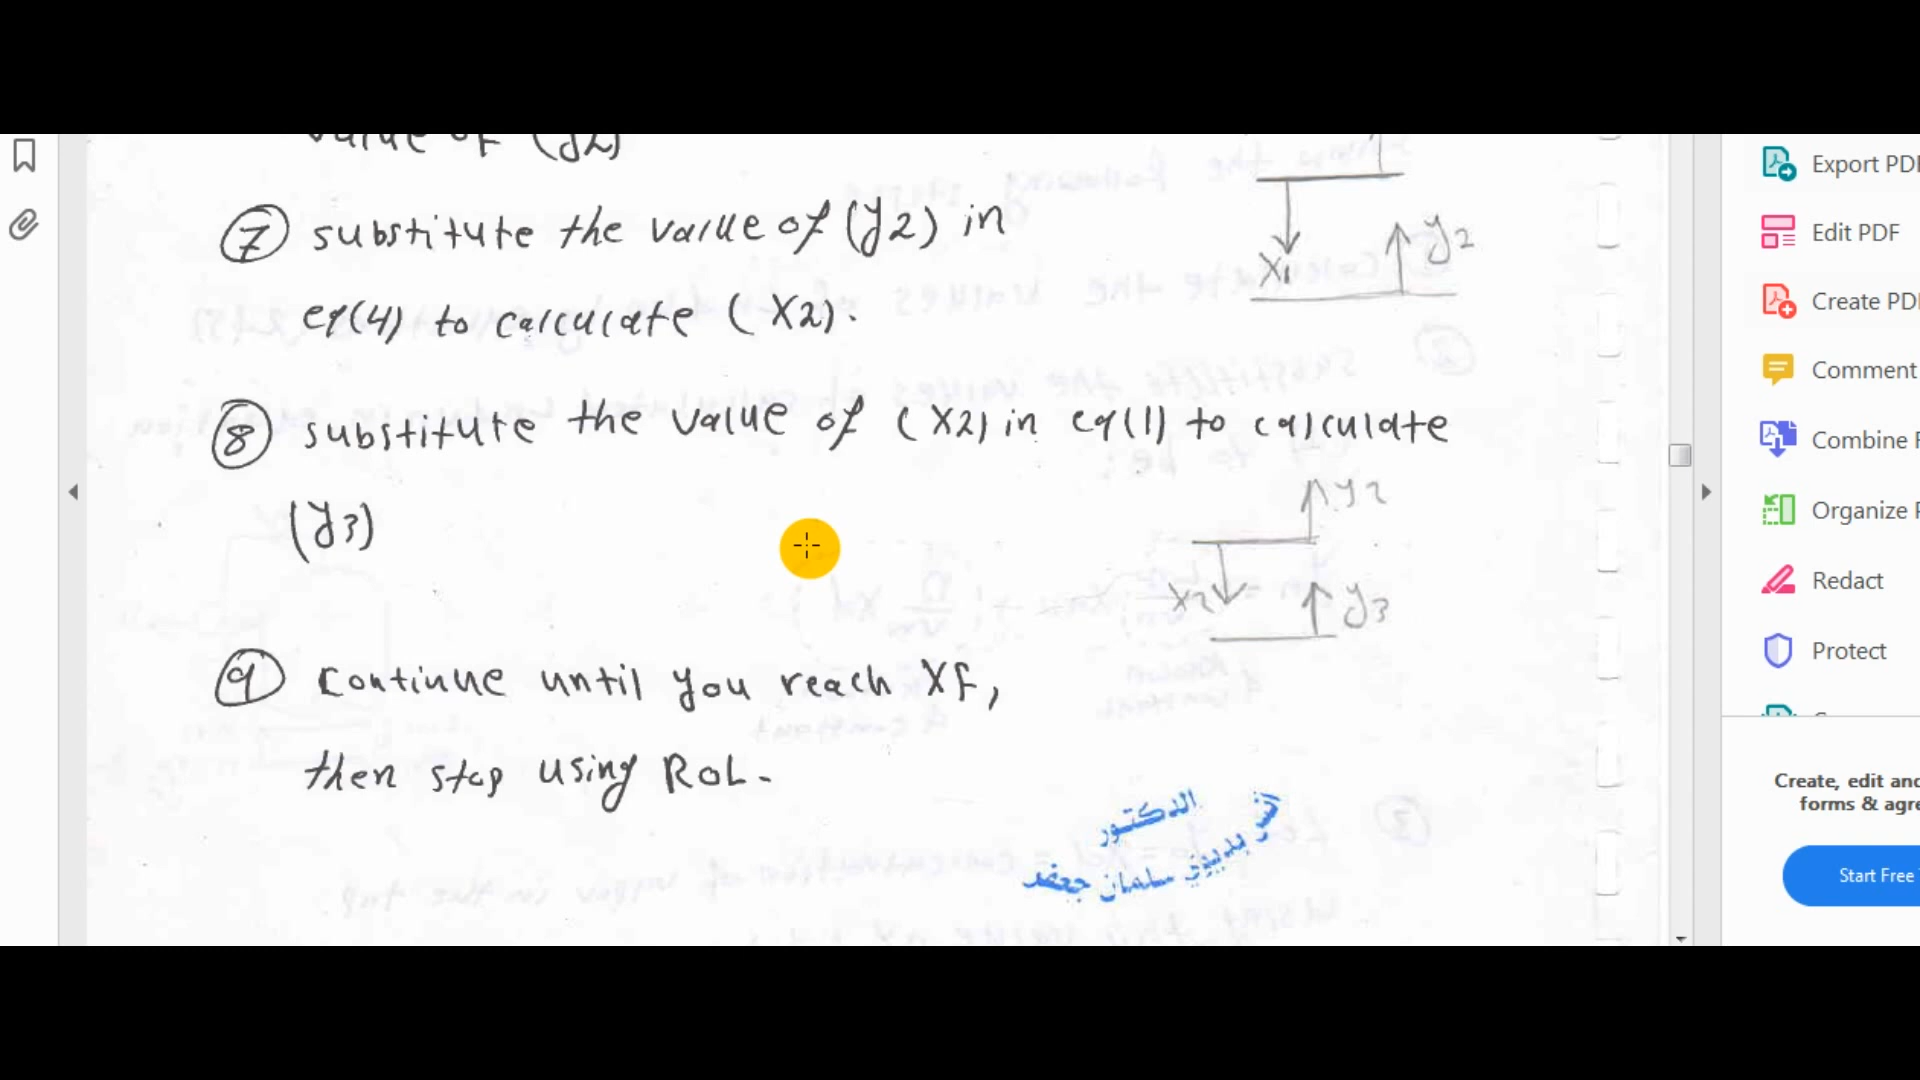 value of (y2)
⑦ substitute the value of (y2) in
eq(4) to calculate (X2).
⑧ substitute the value of (X2) in eq(1) to calculate
(y3)
⑨ continue until you reach XF,
then stop using ROL.
X1
y2
y2
X2
y3
الدكتور
سلمان جعفر
Export PDF
Edit PDF
Create PDF
Comment
Combine F
Organize P
Redact
Protect
Create, edit and
forms & agre
Start Free